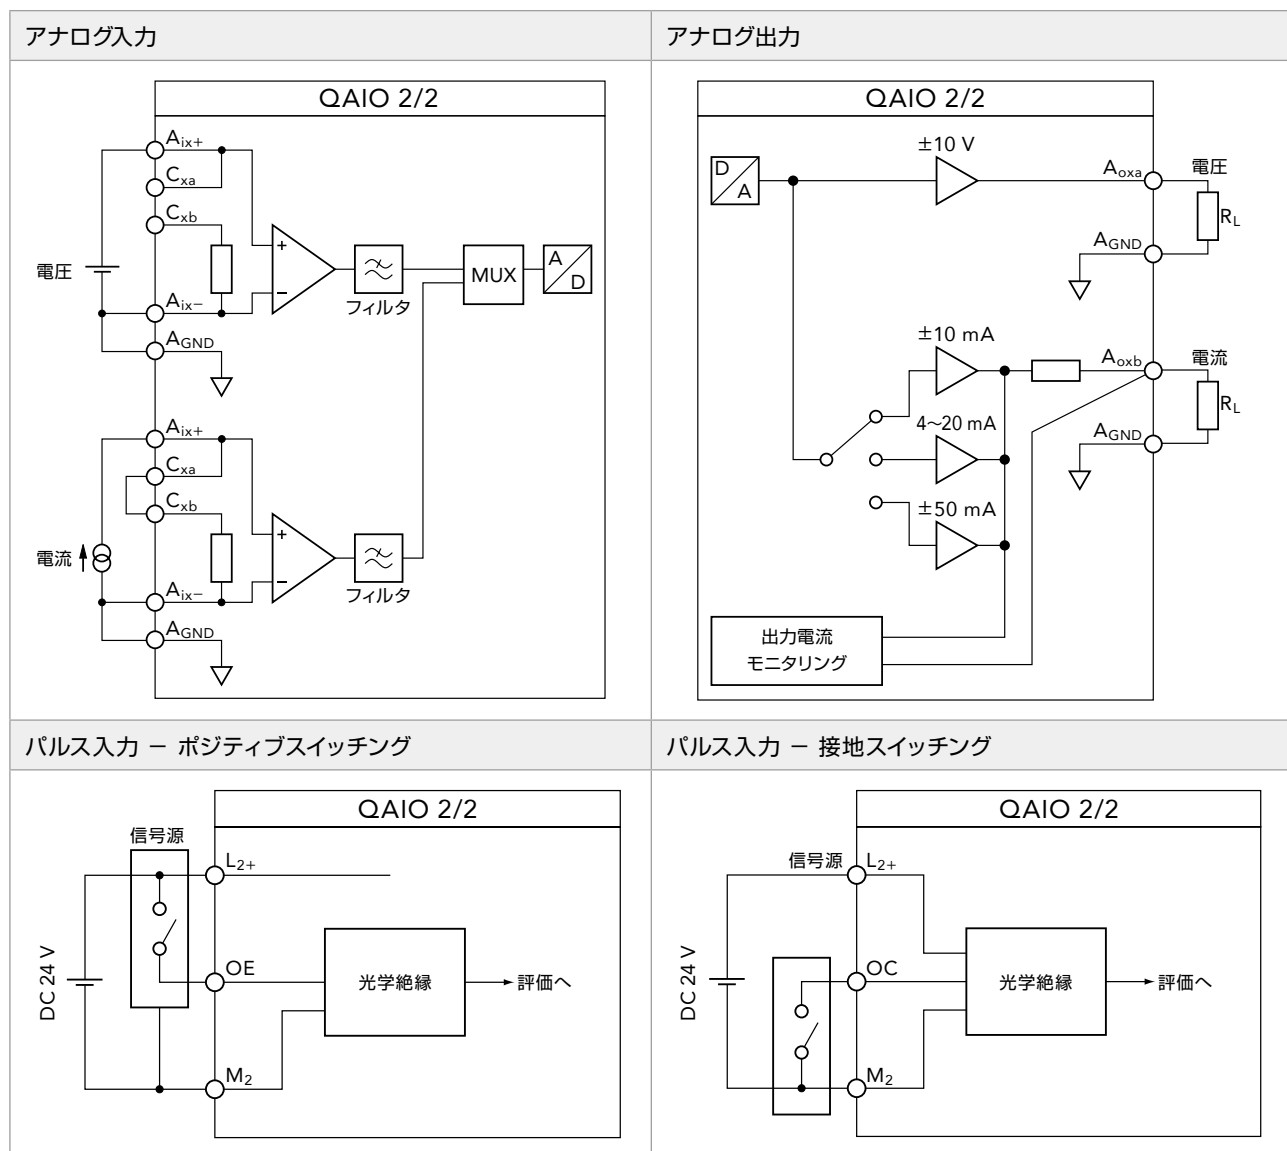 アナログ入力
アナログ出力
QAIO 2/2
Aix+
Cxa
Cxb
電圧
Aix−
AGND
フィルタ
MUX
A
D
Aix+
Cxa
Cxb
電流
Aix−
AGND
フィルタ
QAIO 2/2
D
A
±10 V
Aoxa
電圧
RL
AGND
±10 mA
Aoxb
電流
RL
AGND
4～20 mA
±50 mA
出力電流
モニタリング
パルス入力 － ポジティブスイッチング
パルス入力 － 接地スイッチング
QAIO 2/2
信号源
L2+
DC 24 V
OE
光学絶縁
評価へ
M2
QAIO 2/2
信号源
L2+
DC 24 V
OC
光学絶縁
評価へ
M2